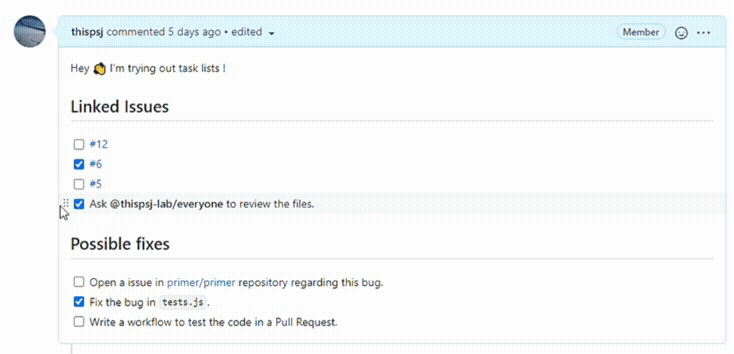 thispsj commented 5 days ago • edited
Member
Hey 👋 I'm trying out task lists !
Linked Issues
#12
#6
#5
Ask @thispsj-lab/everyone to review the files.
Possible fixes
Open a issue in primer/primer repository regarding this bug.
Fix the bug in tests.js .
Write a workflow to test the code in a Pull Request.